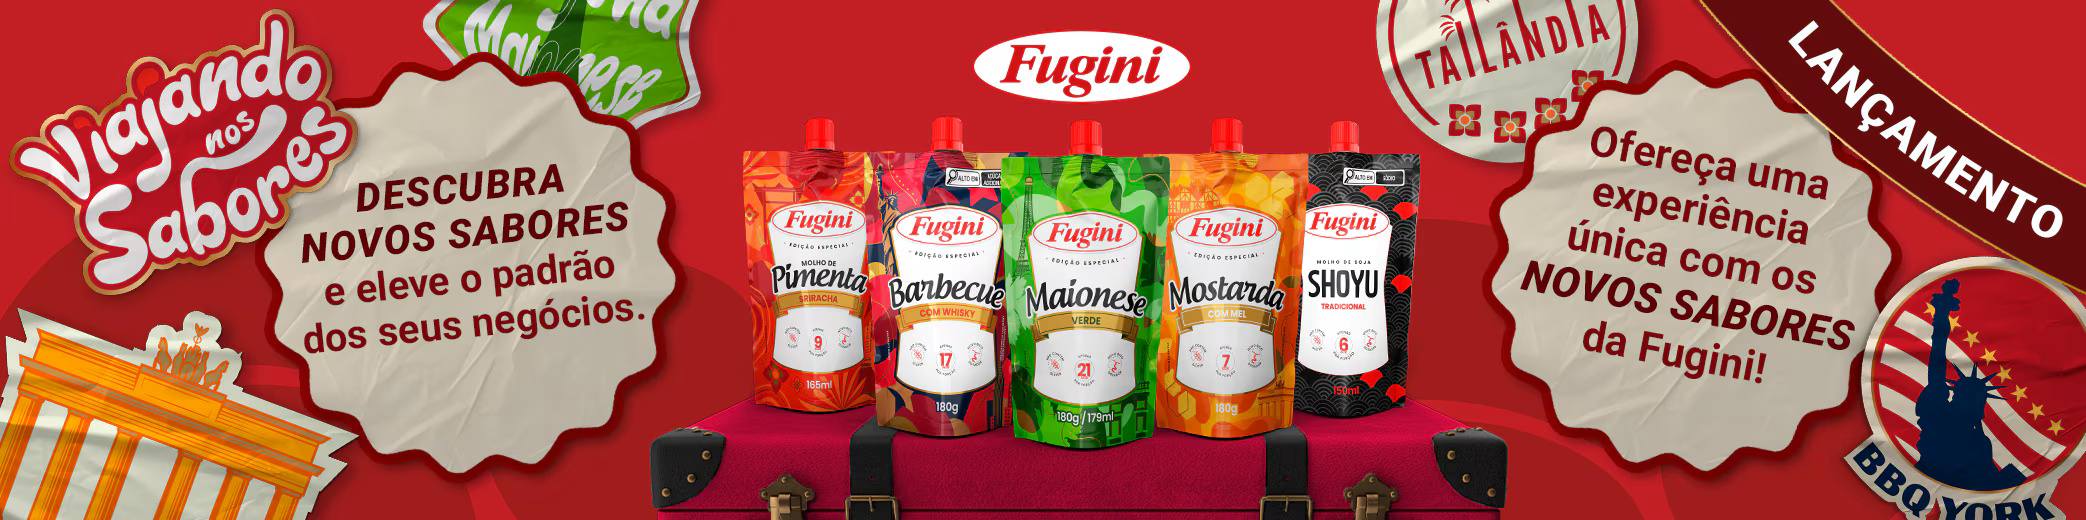 Viajando
nos
Sabores
DESCUBRA
NOVOS SABORES
e eleve o padrão
dos seus negócios.
Maionese
Fugini
Fugini
MOLHO DE
Pimenta
SRIRACHA
9
165ml
ALTO EM
Fugini
EDIÇÃO ESPECIAL
Barbecue
COM WHISKY
17
180g
Fugini
EDIÇÃO ESPECIAL
Maionese
VERDE
21
180g / 179ml
Fugini
EDIÇÃO ESPECIAL
Mostarda
COM MEL
7
180g
ALTO EM
SÓDIO
Fugini
MOLHO DE SOJA
SHOYU
TRADICIONAL
6
150ml
TAILÂNDIA
LANÇAMENTO
Ofereça uma
experiência
única com os
NOVOS SABORES
da Fugini!
BBQ YORK